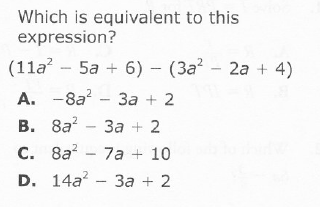 Which is equivalent to this
expression?
(11a² – 5a + 6) – (3a² – 2a + 4)
A. –8a² – 3a + 2
B. 8a² – 3a + 2
C. 8a² – 7a + 10
D. 14a² – 3a + 2